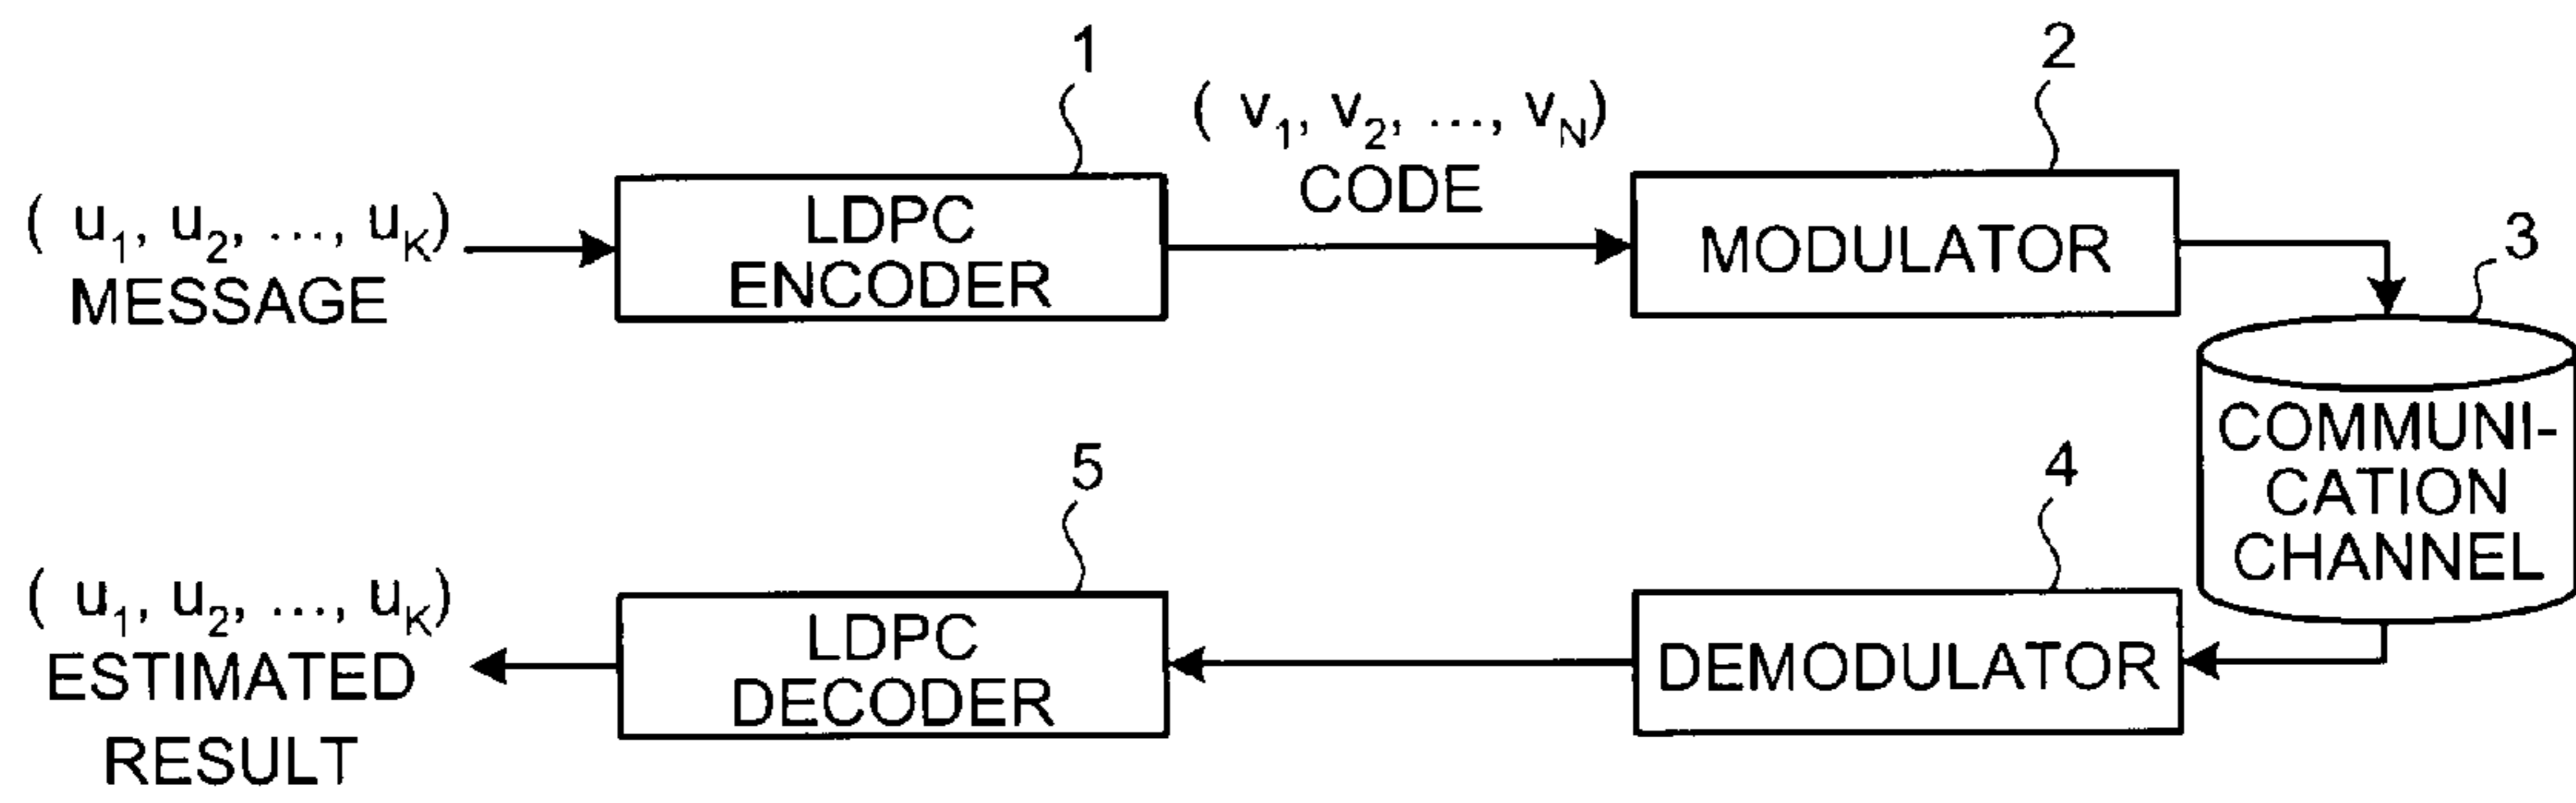 1
2
( v1, v2, ..., vN)
CODE
( u1, u2, ..., uK)
MESSAGE
LDPC
ENCODER
MODULATOR
3
COMMUNI-
CATION
CHANNEL
5
4
( u1, u2, ..., uK)
ESTIMATED
RESULT
LDPC
DECODER
DEMODULATOR